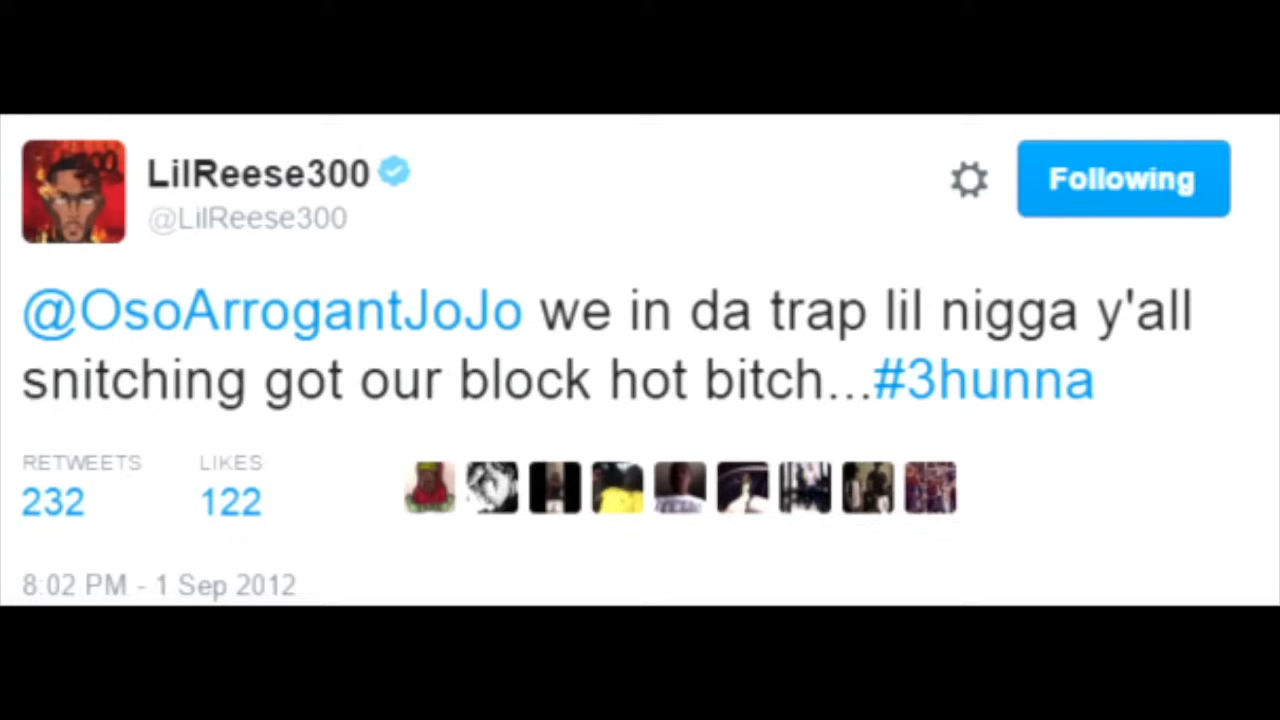 LilReese300
@LilReese300
Following
@OsoArrogantJoJo we in da trap lil nigga y'all
snitching got our block hot bitch...#3hunna
RETWEETS LIKES
232 122
8:02 PM - 1 Sep 2012